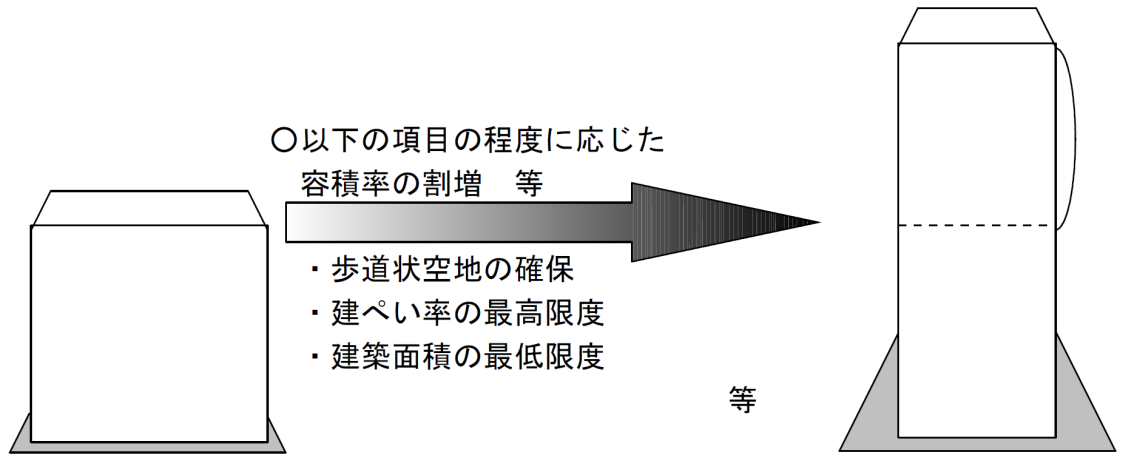 〇以下の項目の程度に応じた
容積率の割増　等
・歩道状空地の確保
・建ぺい率の最高限度
・建築面積の最低限度
等